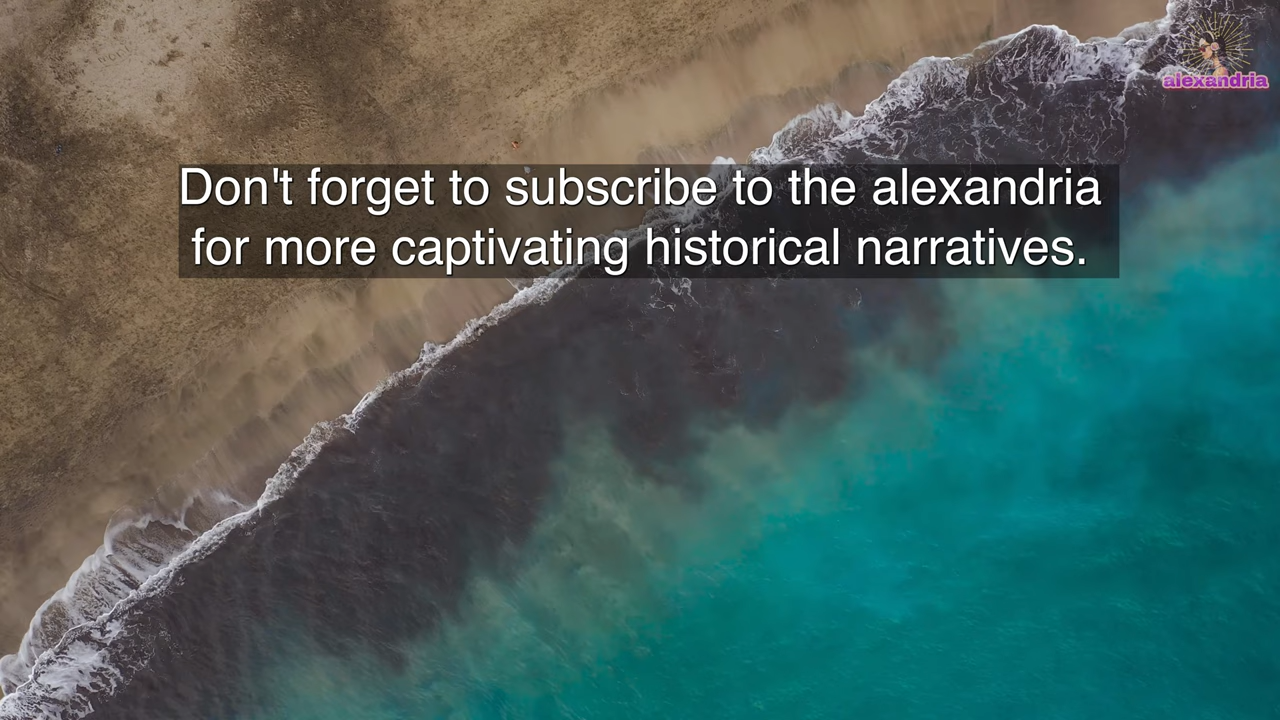 alexandria
Don't forget to subscribe to the alexandria
for more captivating historical narratives.